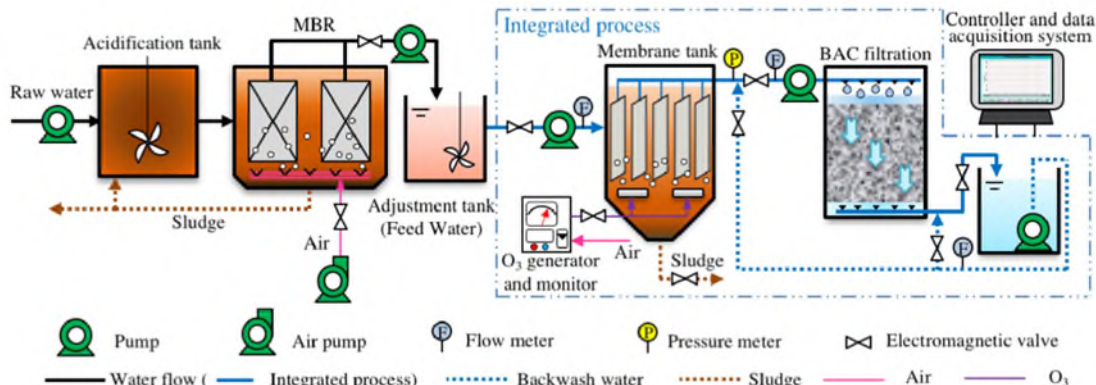 Integrated process
Controller and data
acquisition system
MBR
Acidification tank
Membrane tank
P
F
BAC filtration
Raw water
F
Adjustment tank
(Feed Water)
Sludge
Air
O₃ generator
and monitor
Air
Sludge
F
Pump
Air pump
F
Flow meter
P
Pressure meter
Electromagnetic valve
Water flow (
Integrated process)
Backwash water
Sludge
Air
O₃